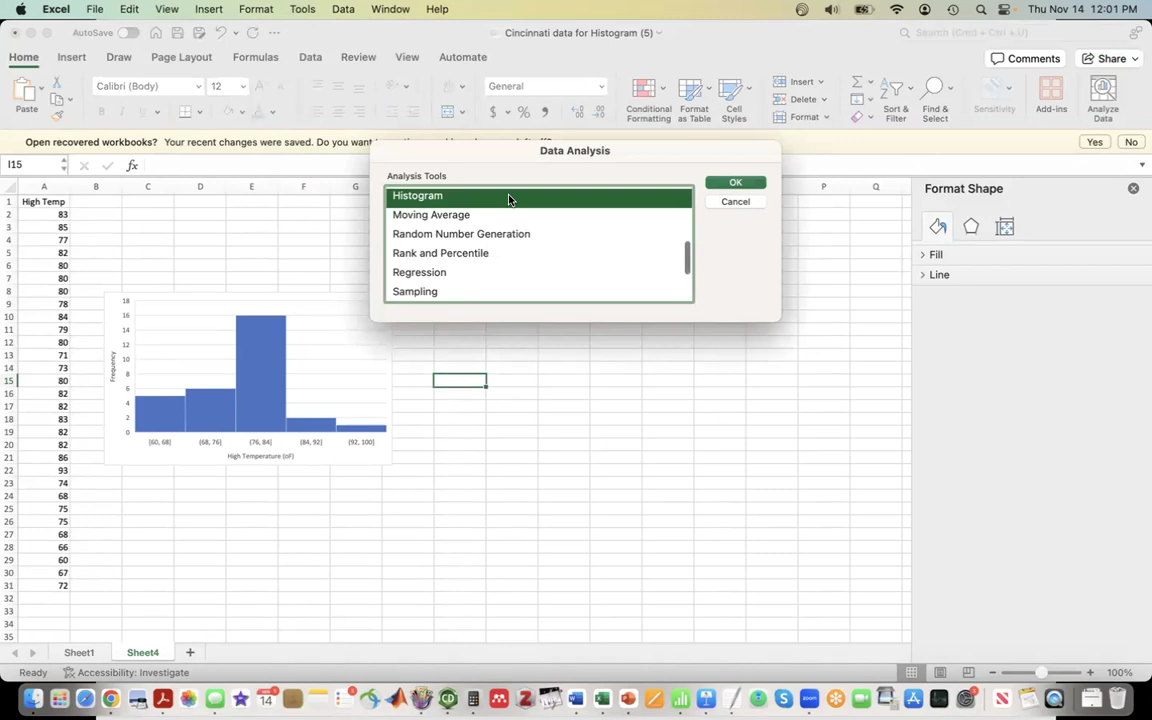 Excel File Edit View Insert Format Tools Data Window Help Thu Nov 14 12:01 PM
AutoSave Cincinnati data for Histogram (5) Search (Cmd + Ctrl + U)
Home Insert Draw Page Layout Formulas Data Review View Automate Comments Share
Paste Calibri (Body) 12 General Conditional Formatting Format as Table Cell Styles Insert Delete Format Sort & Filter Find & Select Sensitivity Add-ins Analyze Data
Open recovered workbooks? Your recent changes were saved. Do you want Yes No
I15 fx
Data Analysis
Analysis Tools
Histogram
Moving Average
Random Number Generation
Rank and Percentile
Regression
Sampling
OK
Cancel
A B C D E F G P Q
1 High Temp
2 83
3 85
4 77
5 82
6 80
7 80
8 80
9 78
10 84
11 79
12 80
13 71
14 73
15 80
16 82
17 82
18 83
19 82
20 82
21 86
22 93
23 74
24 68
25 75
26 75
27 68
28 66
29 60
30 67
31 72
32
33
34
35
18
16
14
12
10
8
6
4
2
0
Frequency
[60, 68] (68, 76] (76, 84] (84, 92] (92, 100]
High Temperature (oF)
Format Shape
Fill
Line
Sheet1 Sheet4
Ready Accessibility: Investigate 100%